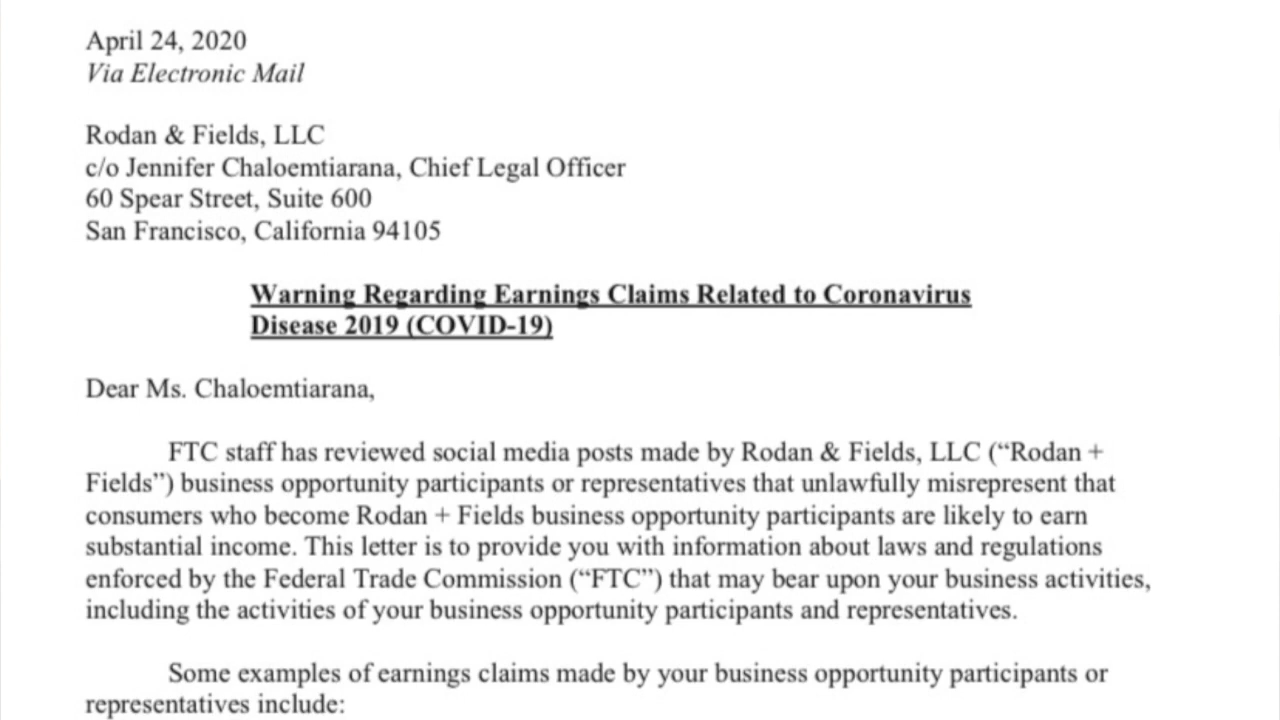 April 24, 2020
Via Electronic Mail
Rodan & Fields, LLC
c/o Jennifer Chaloemtiarana, Chief Legal Officer
60 Spear Street, Suite 600
San Francisco, California 94105
Warning Regarding Earnings Claims Related to Coronavirus
Disease 2019 (COVID-19)
Dear Ms. Chaloemtiarana,
FTC staff has reviewed social media posts made by Rodan & Fields, LLC (“Rodan +
Fields”) business opportunity participants or representatives that unlawfully misrepresent that
consumers who become Rodan + Fields business opportunity participants are likely to earn
substantial income. This letter is to provide you with information about laws and regulations
enforced by the Federal Trade Commission (“FTC”) that may bear upon your business activities,
including the activities of your business opportunity participants and representatives.
Some examples of earnings claims made by your business opportunity participants or
representatives include: